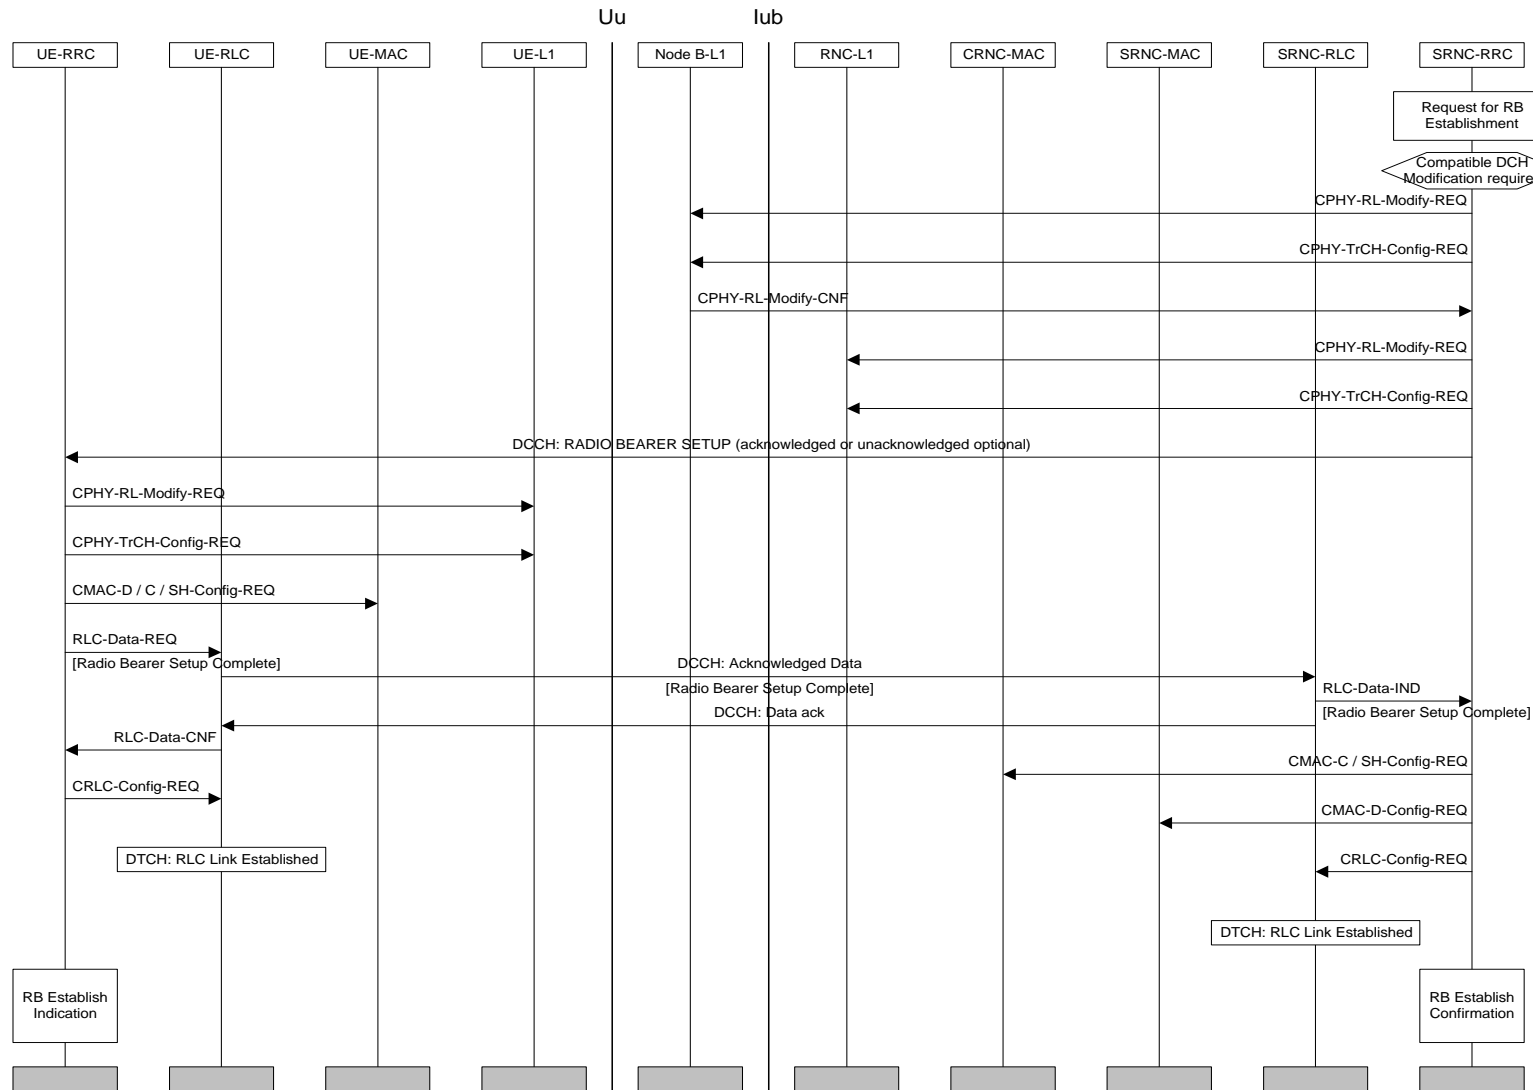 Uu
Iub
UE-RRC
UE-RLC
UE-MAC
UE-L1
Node B-L1
RNC-L1
CRNC-MAC
SRNC-MAC
SRNC-RLC
SRNC-RRC
Request for RB
Establishment
Compatible DCH
Modification require
CPHY-RL-Modify-REQ
CPHY-TrCH-Config-REQ
CPHY-RL-Modify-CNF
CPHY-RL-Modify-REQ
CPHY-TrCH-Config-REQ
DCCH: RADIO BEARER SETUP (acknowledged or unacknowledged optional)
CPHY-RL-Modify-REQ
CPHY-TrCH-Config-REQ
CMAC-D / C / SH-Config-REQ
RLC-Data-REQ
[Radio Bearer Setup Complete]
DCCH: Acknowledged Data
[Radio Bearer Setup Complete]
RLC-Data-IND
[Radio Bearer Setup Complete]
DCCH: Data ack
RLC-Data-CNF
CMAC-C / SH-Config-REQ
CRLC-Config-REQ
CMAC-D-Config-REQ
DTCH: RLC Link Established
CRLC-Config-REQ
DTCH: RLC Link Established
RB Establish
Indication
RB Establish
Confirmation